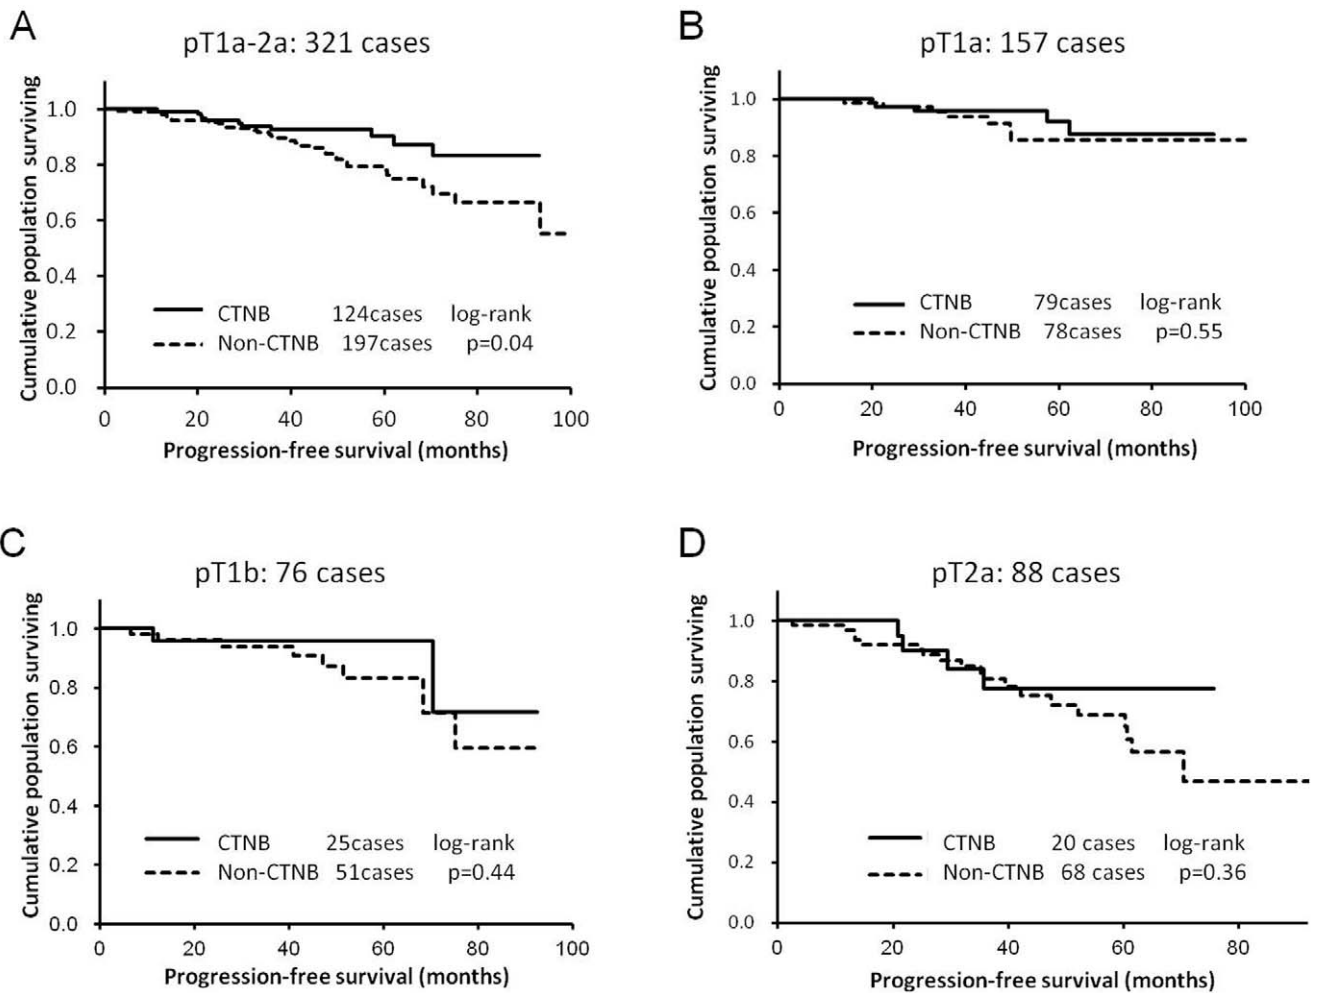 A
pT1a-2a: 321 cases
Cumulative population surviving
1.0
0.8
0.6
0.4
0.2
0.0
CTNB 124cases log-rank
Non-CTNB 197cases p=0.04
0 20 40 60 80 100
Progression-free survival (months)
B
pT1a: 157 cases
Cumulative population surviving
1.0
0.8
0.6
0.4
0.2
0.0
CTNB 79cases log-rank
Non-CTNB 78cases p=0.55
0 20 40 60 80 100
Progression-free survival (months)
C
pT1b: 76 cases
Cumulative population surviving
1.0
0.8
0.6
0.4
0.2
0.0
CTNB 25cases log-rank
Non-CTNB 51cases p=0.44
0 20 40 60 80 100
Progression-free survival (months)
D
pT2a: 88 cases
Cumulative population surviving
1.0
0.8
0.6
0.4
0.2
0.0
CTNB 20 cases log-rank
Non-CTNB 68 cases p=0.36
0 20 40 60 80
Progression-free survival (months)